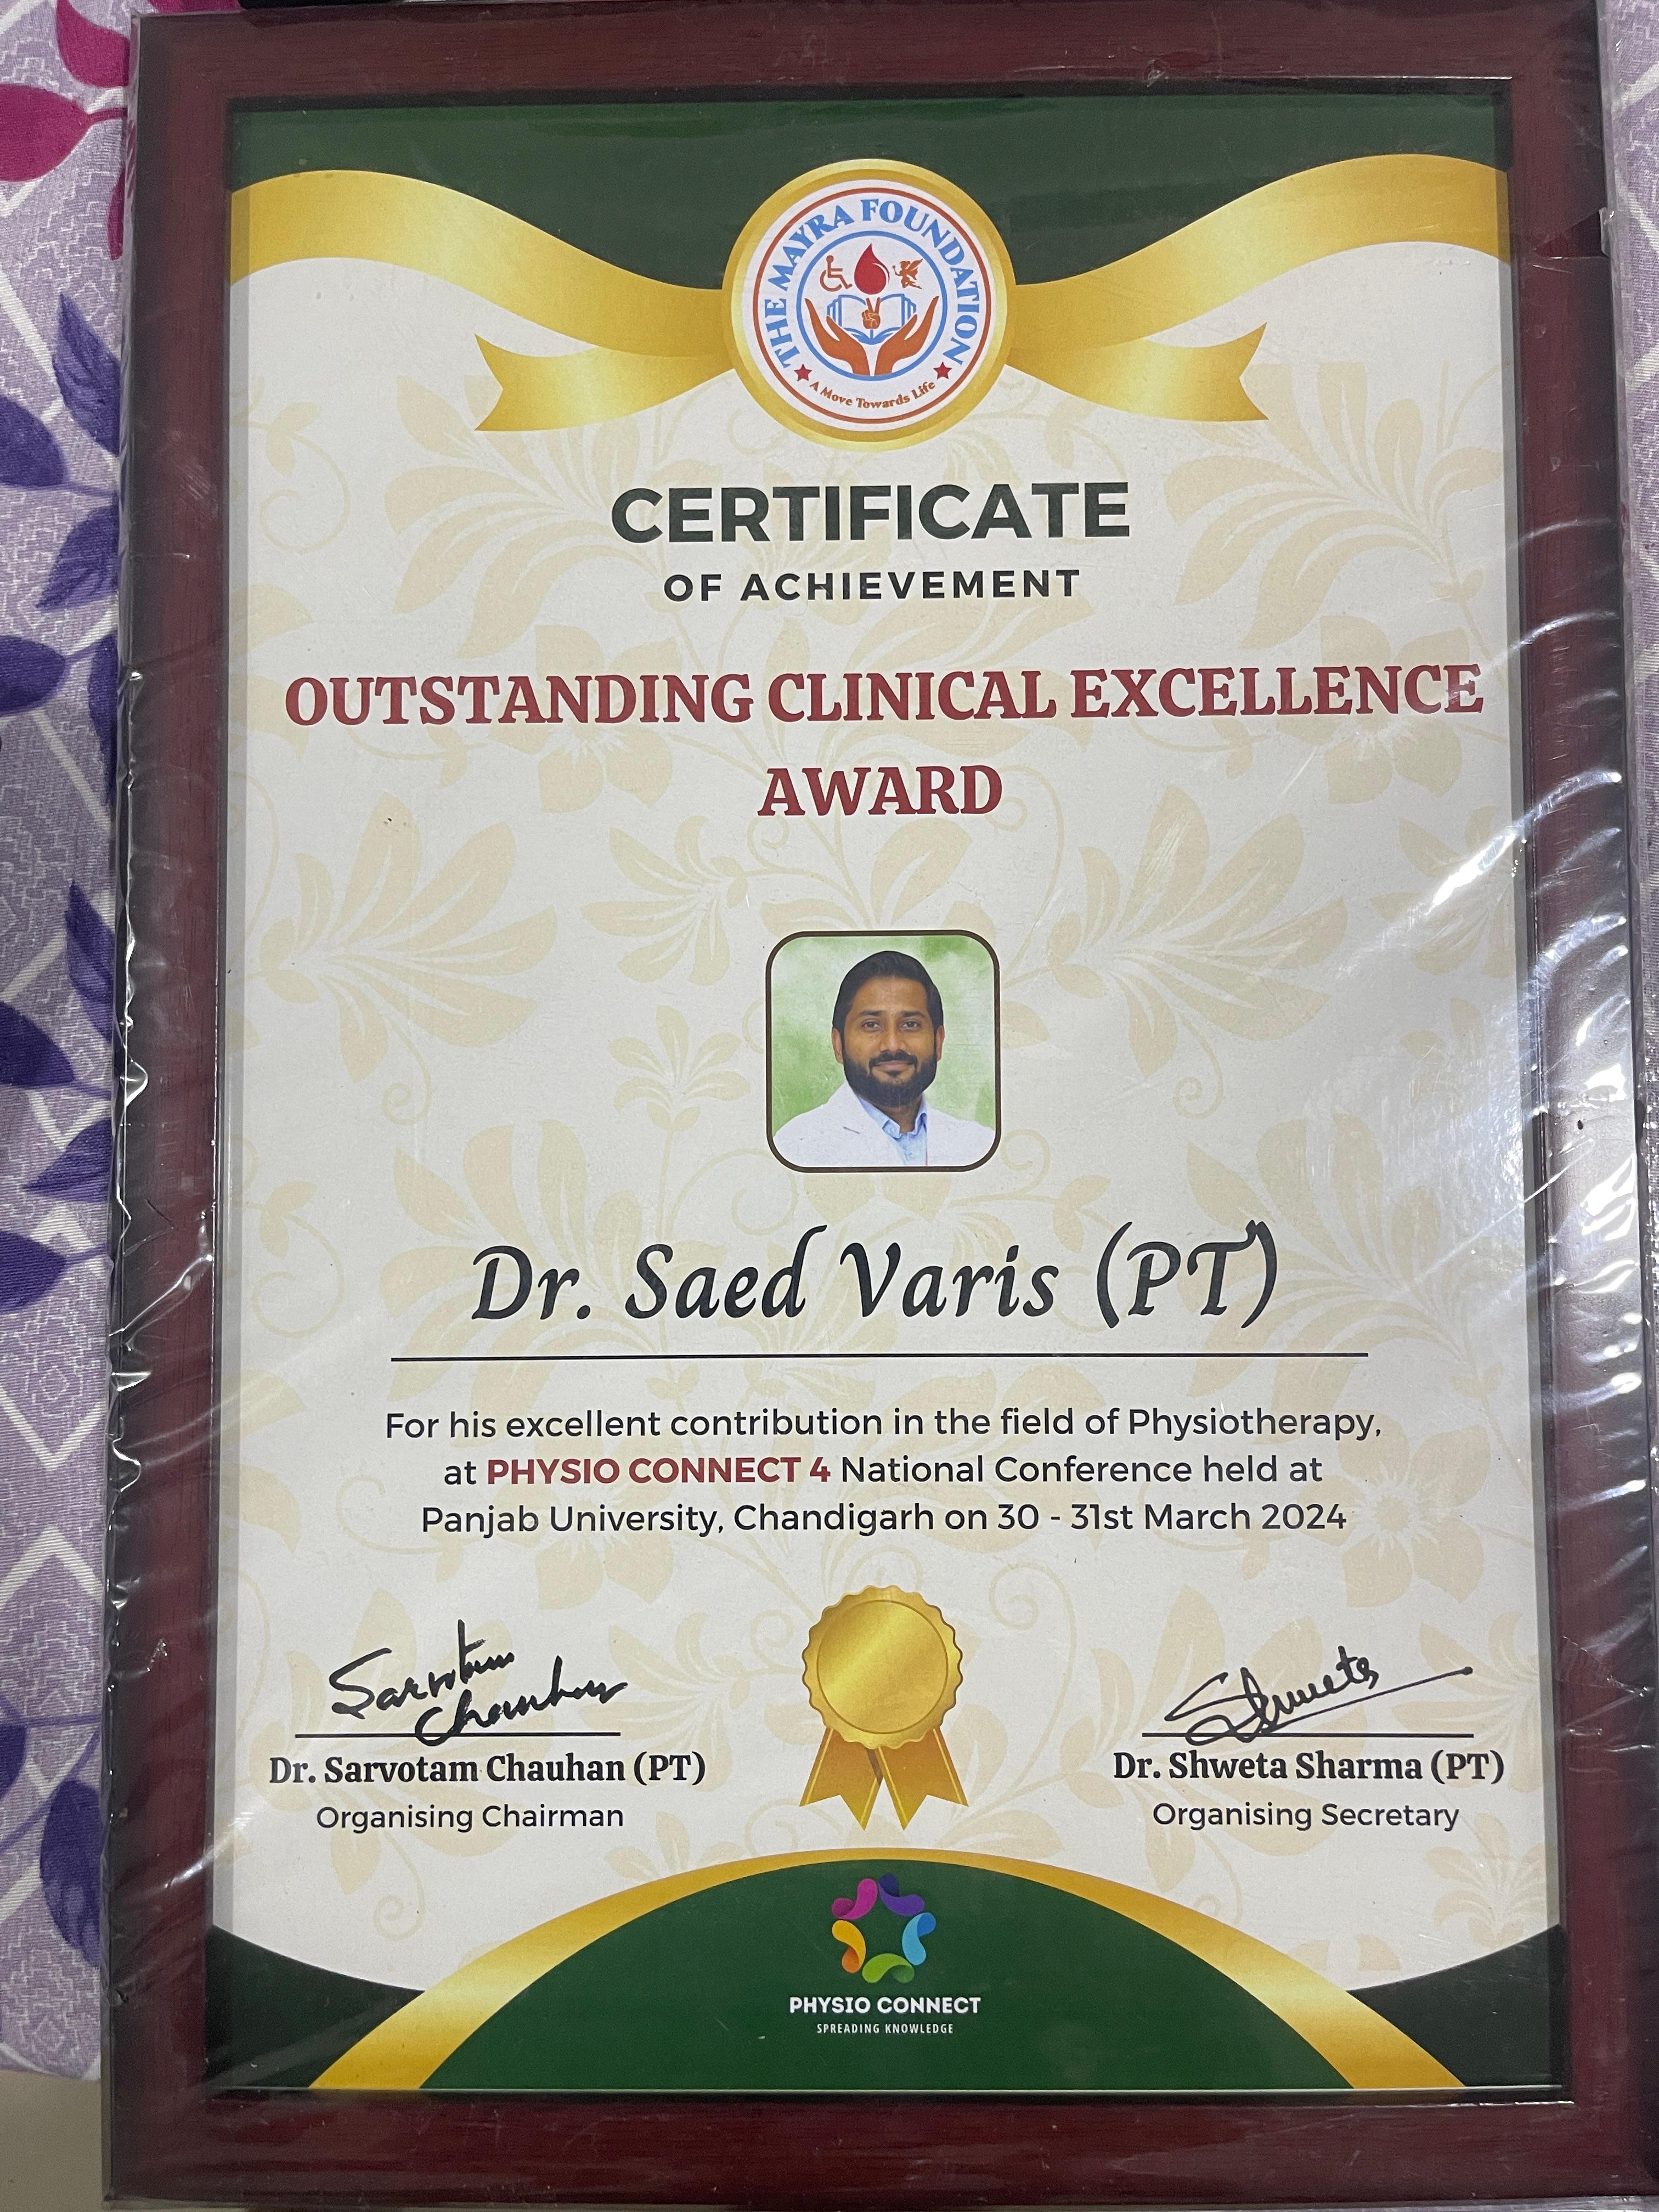 THE MAYRA FOUNDATION
A Move Towards Life
CERTIFICATE
OF ACHIEVEMENT
OUTSTANDING CLINICAL EXCELLENCE
AWARD
Dr. Saed Varis (PT)
For his excellent contribution in the field of Physiotherapy,
at PHYSIO CONNECT 4 National Conference held at
Panjab University, Chandigarh on 30 - 31st March 2024
Sarvotam
Chauhan
Shweta
Dr. Sarvotam Chauhan (PT)
Organising Chairman
Dr. Shweta Sharma (PT)
Organising Secretary
PHYSIO CONNECT
SPREADING KNOWLEDGE